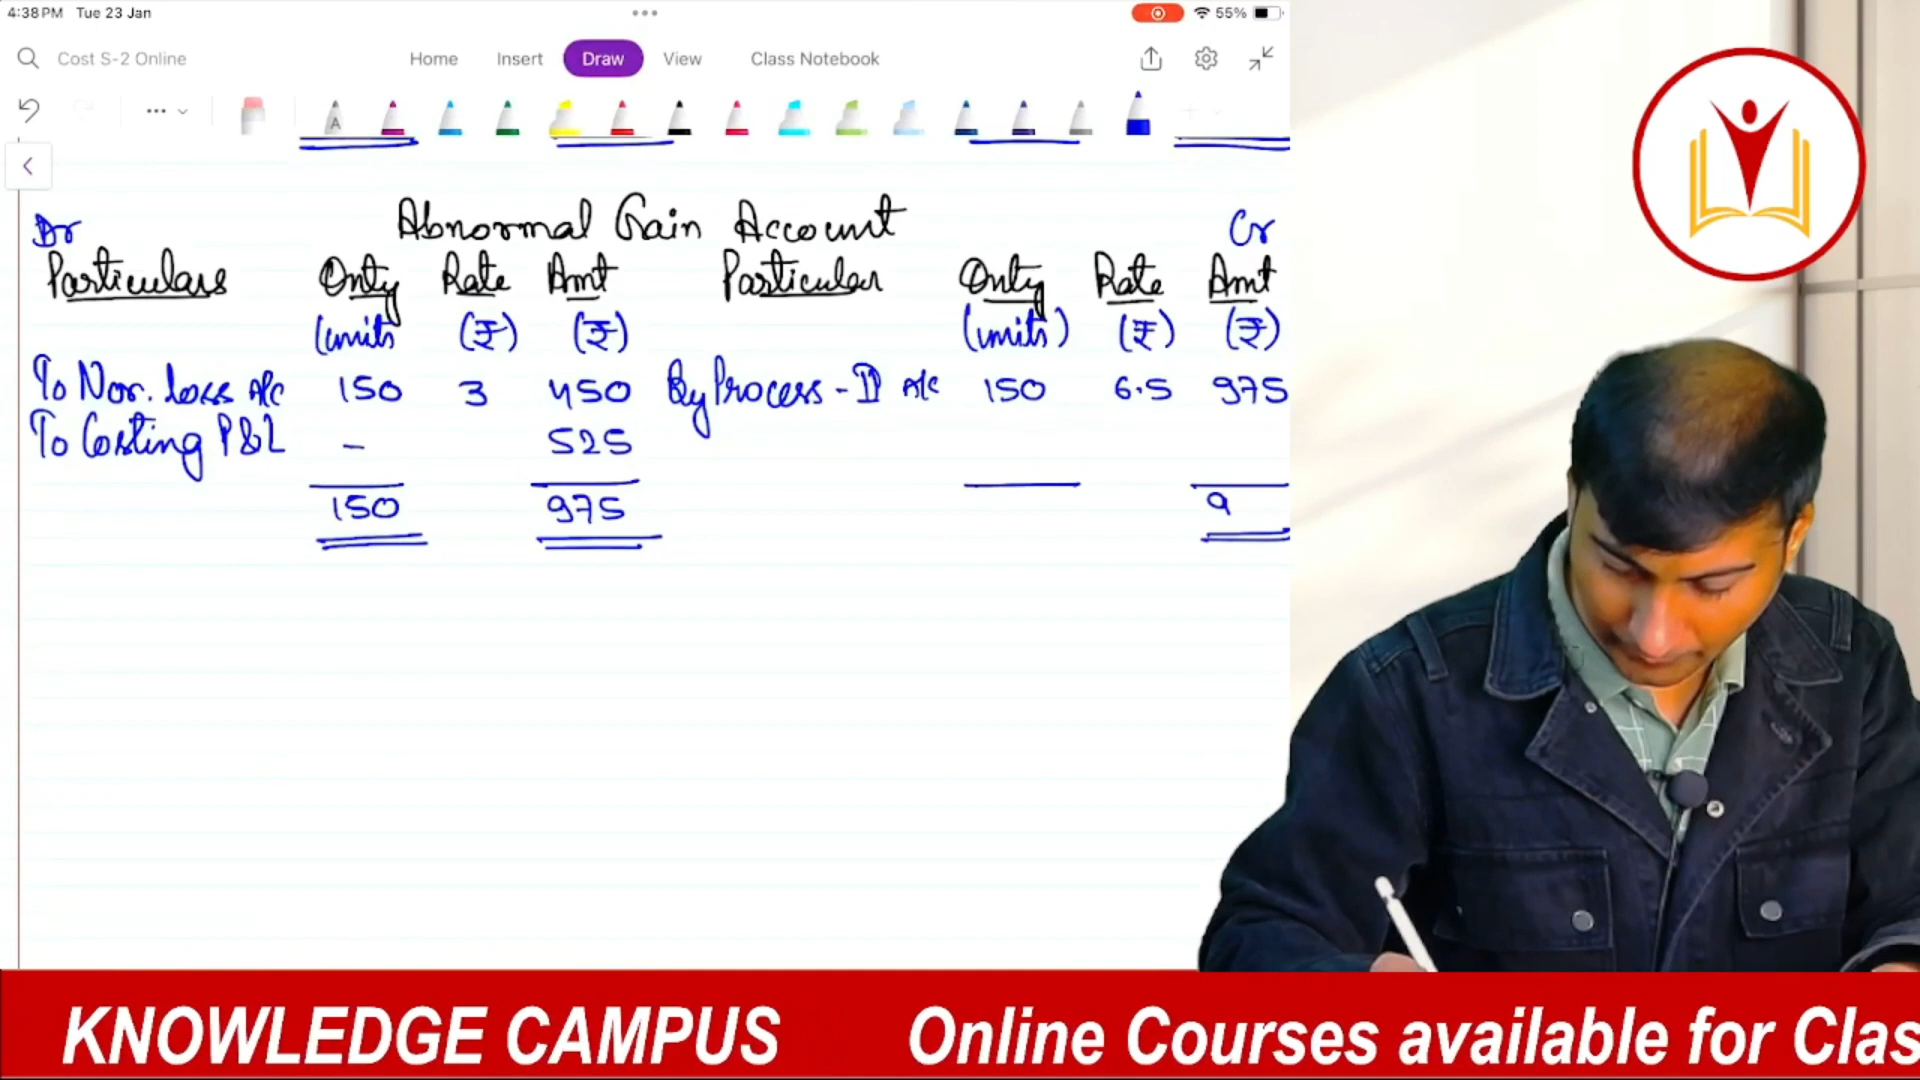 4:38 PM Tue 23 Jan
55%
Cost S-2 Online
Home Insert Draw View Class Notebook
A
Dr Abnormal Gain Account Cr
Particulars Qnty Rate Amt Particular Qnty Rate Amt
(units (₹) (₹) (units) (₹) (₹)
To Nor. loss A/c 150 3 450 By Process - II A/c 150 6.5 975
To Costing P&L - 525
150 975 9
KNOWLEDGE CAMPUS Online Courses available for Clas